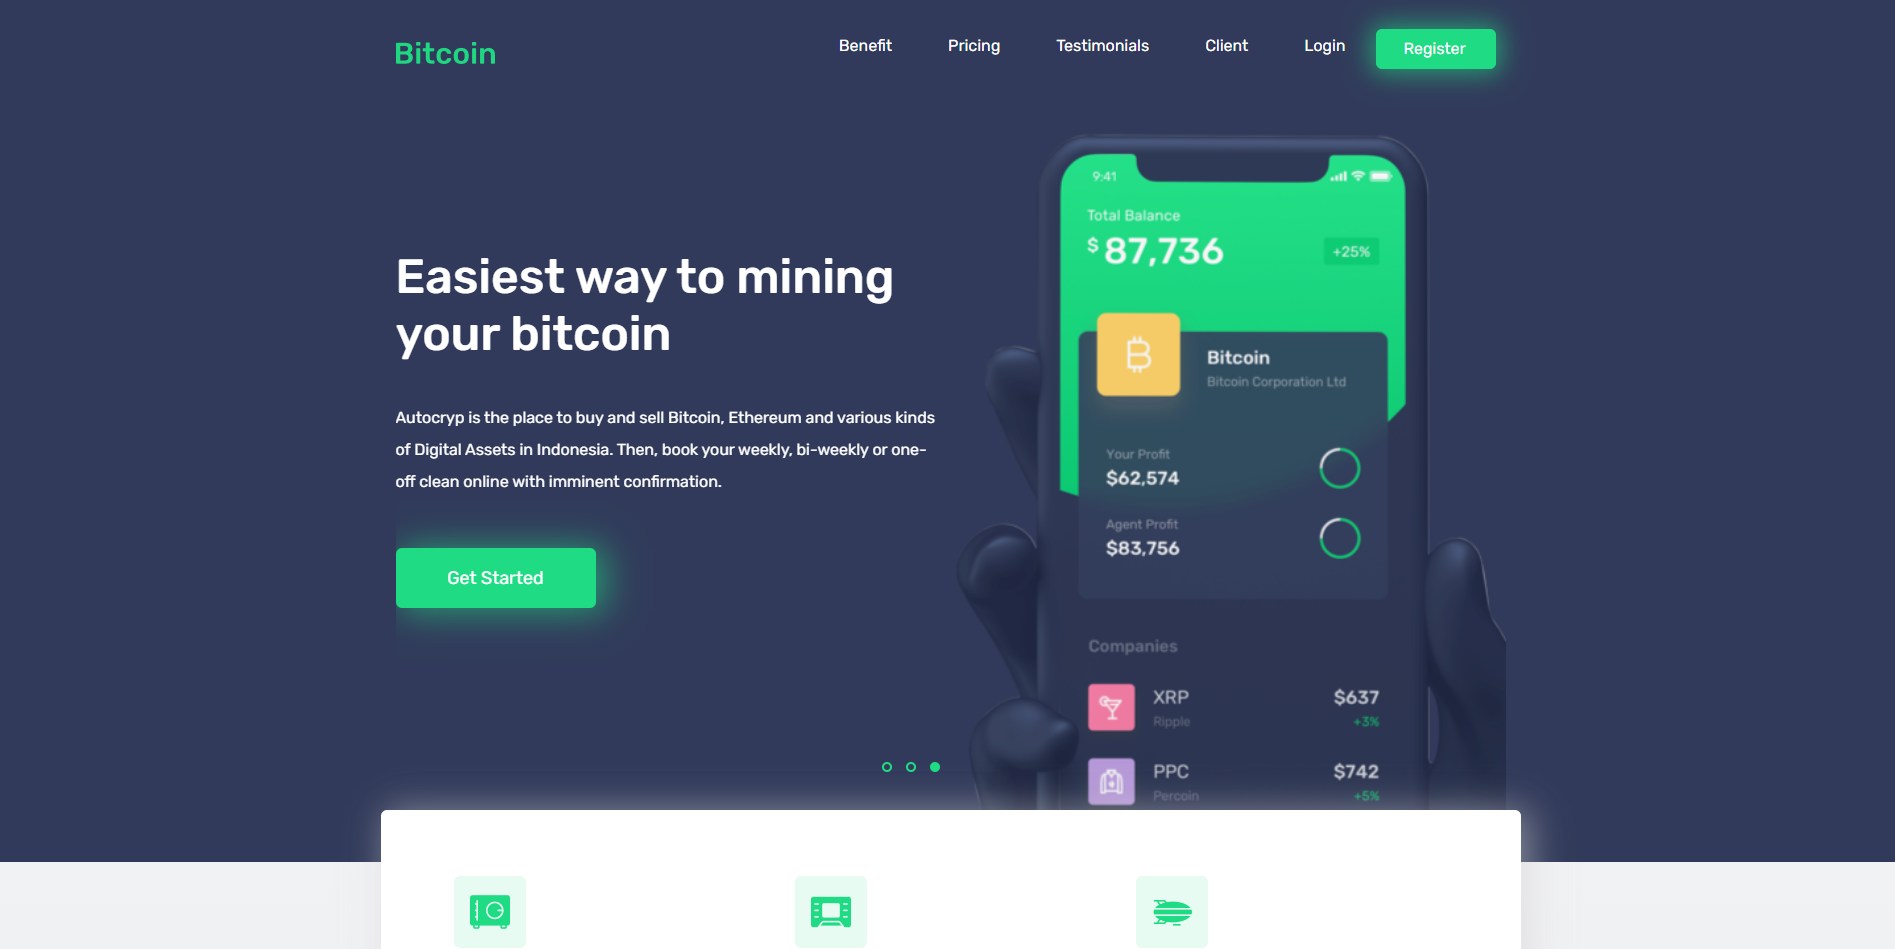 Bitcoin
Benefit
Pricing
Testimonials
Client
Login
Register
Easiest way to mining
your bitcoin
Autocryp is the place to buy and sell Bitcoin, Ethereum and various kinds
of Digital Assets in Indonesia. Then, book your weekly, bi-weekly or one-
off clean online with imminent confirmation.
Get Started
9:41
Total Balance
$ 87,736
+25%
Bitcoin
Bitcoin Corporation Ltd
Your Profit
$62,574
Agent Profit
$83,756
Companies
XRP
$637
Ripple
+3%
PPC
$742
Percoin
+5%